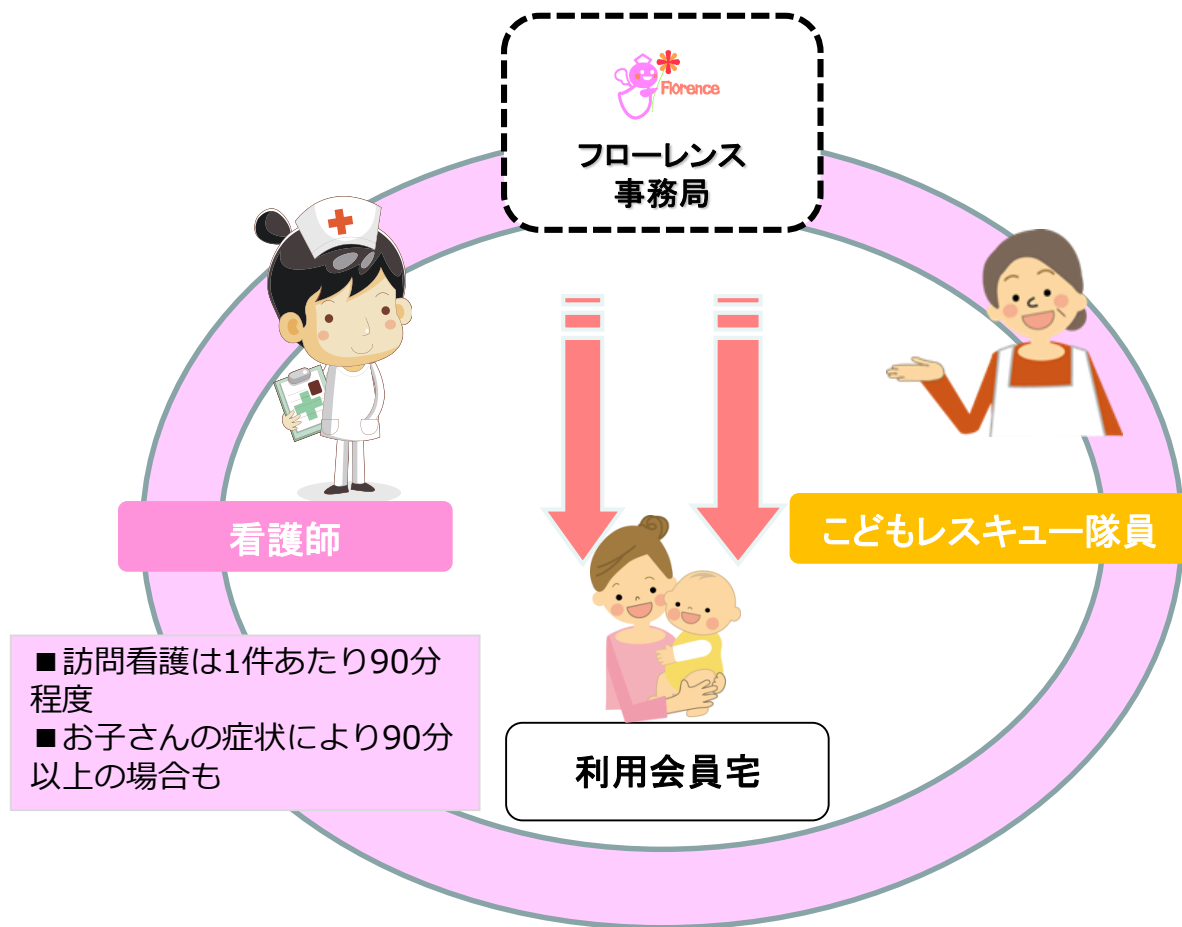 Florence
フローレンス
事務局
看護師
こどもレスキュー隊員
■訪問看護は1件あたり90分
程度
■お子さんの症状により90分
以上の場合も
利用会員宅